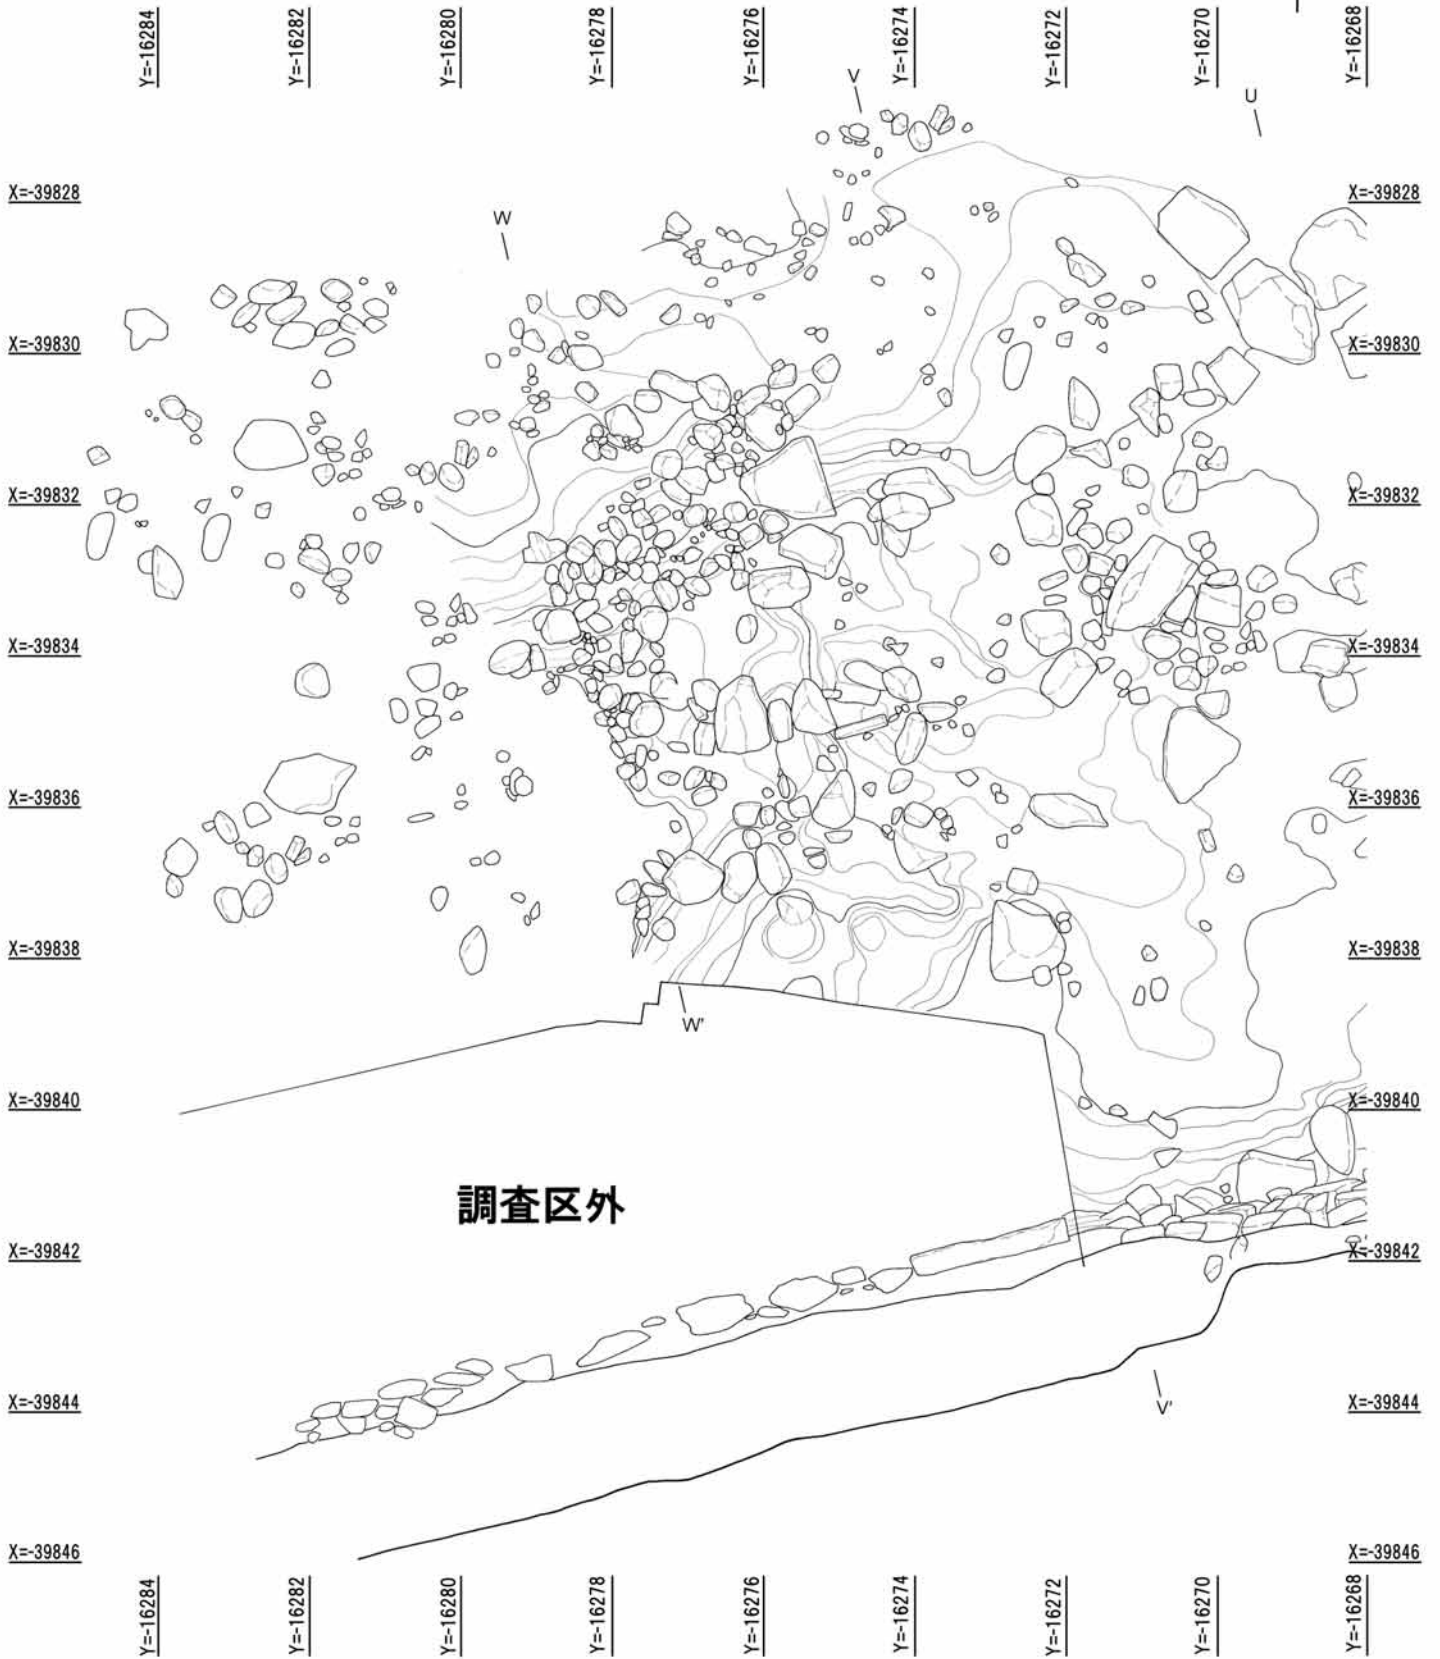 Y=-16284
Y=-16282
Y=-16280
Y=-16278
Y=-16276
Y=-16274
Y=-16272
Y=-16270
Y=-16268
V
U
X=-39828
X=-39828
W
X=-39830
X=-39830
X=-39832
X=-39832
X=-39834
X=-39834
X=-39836
X=-39836
X=-39838
X=-39838
W'
X=-39840
X=-39840
調査区外
X=-39842
X=-39842
X=-39844
X=-39844
V'
X=-39846
X=-39846
Y=-16284
Y=-16282
Y=-16280
Y=-16278
Y=-16276
Y=-16274
Y=-16272
Y=-16270
Y=-16268